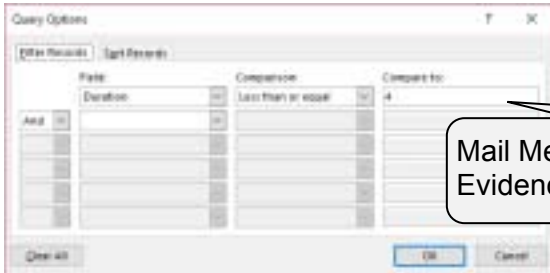 Query Options ? ×
Filter Records Sort Records
Field: Comparison: Compare to:
Duration Less than or equal 4
And
Mail Me
Evidenc
Clear All OK Cancel